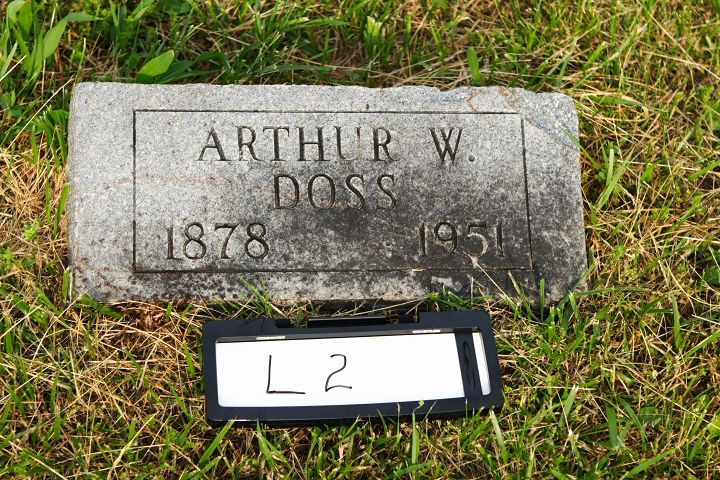 ARTHUR W.
DOSS
1878 1951
L2